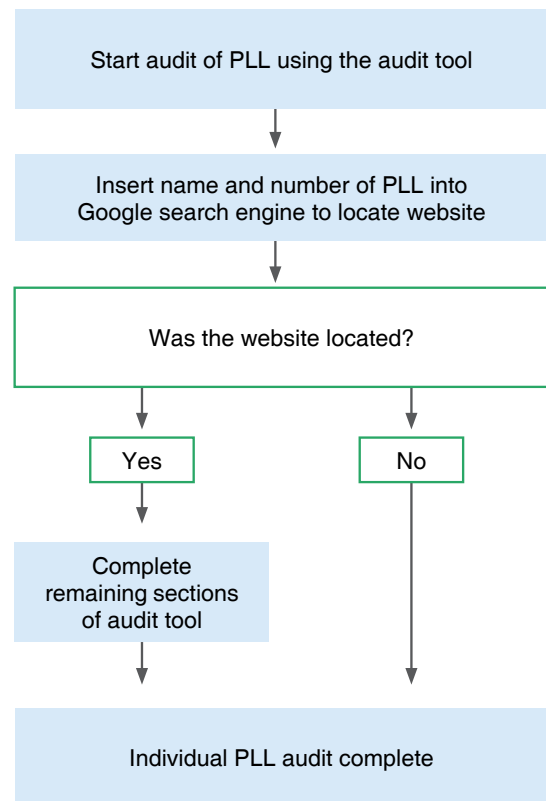 Start audit of PLL using the audit tool
Insert name and number of PLL into
Google search engine to locate website
Was the website located?
Yes
No
Complete
remaining sections
of audit tool
Individual PLL audit complete